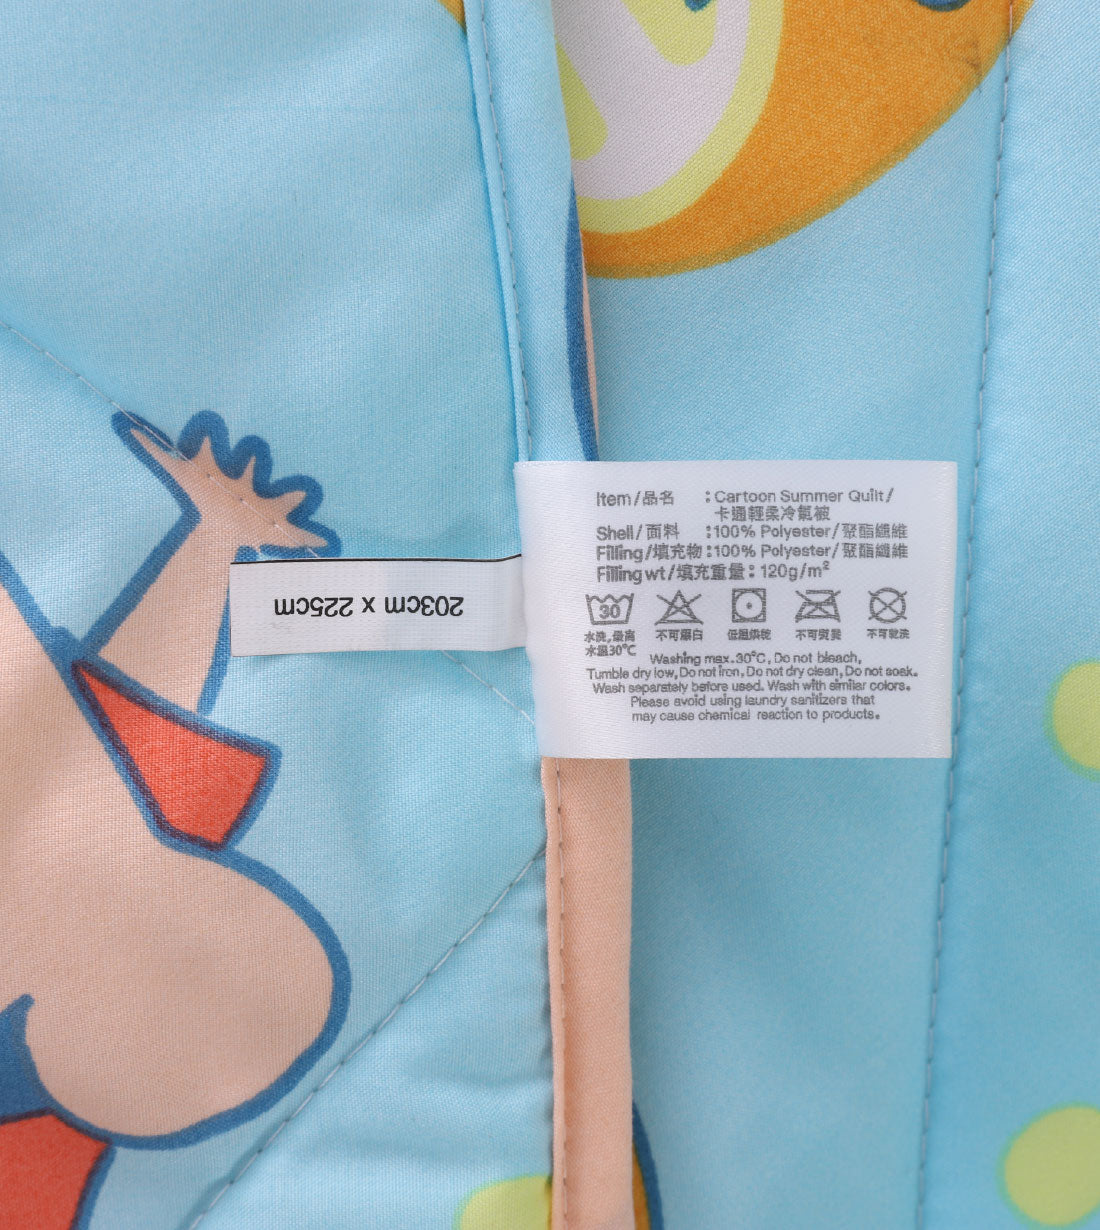 Item/品名 :Cartoon Summer Quilt/
卡通輕柔冷氣被
Shell/面料 :100% Polyester/聚酯纖維
Filling/填充物:100% Polyester/聚酯纖維
Filling wt/填充重量:120g/m²
30
水洗,最高
水溫30°C
不可漂白
低溫烘乾
不可熨燙
不可乾洗
Washing max.30°C, Do not bleach,
Tumble dry low, Do not iron, Do not dry clean, Do not soak.
Wash separately before used. Wash with similar colors.
Please avoid using laundry sanitizers that
may cause chemical reaction to products.
203cm x 225cm